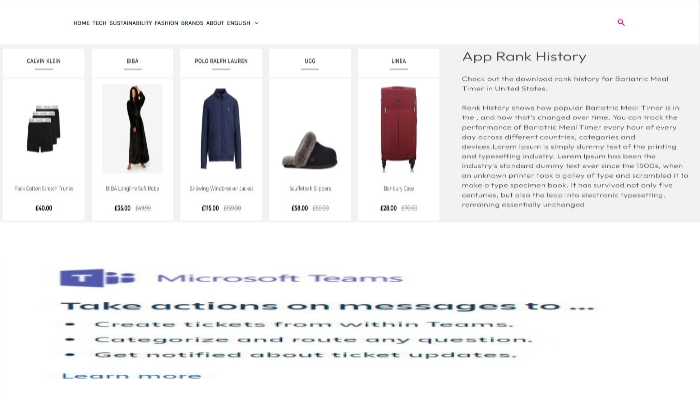 HOME TECH SUSTAINABILITY FASHION BRANDS ABOUT ENGLISH
CALVIN KLEIN
Pack Cotton Stretch Trunks
£40.00
BIBA
BIBA Longline Soft Robe
£35.00 £49.99
POLO RALPH LAUREN
Bi Swing Windbreaker Jacket
£115.00 £159.00
UGG
Scuffette II Slippers
£38.00
LINEA
Banbury Case
£28.00 £70.00
App Rank History
Check out the download rank history for Bariatric Meal
Timer in United States.
Rank History shows how popular Bariatric Meal Timer is in
the , and how that's changed over time. You can track the
performance of Bariatric Meal Timer every hour of every
day across different countries, categories and
devices.Lorem Ipsum is simply dummy text of the printing
and typesetting industry. Lorem Ipsum has been the
industry's standard dummy text ever since the 1500s, when
an unknown printer took a galley of type and scrambled it to
make a type specimen book. It has survived not only five
centuries, but also the leap into electronic typesetting,
remaining essentially unchanged
T Microsoft Teams
Take actions on messages to ...
• Create tickets from within Teams.
• Categorize and route any question.
• Get notified about ticket updates.
Learn more